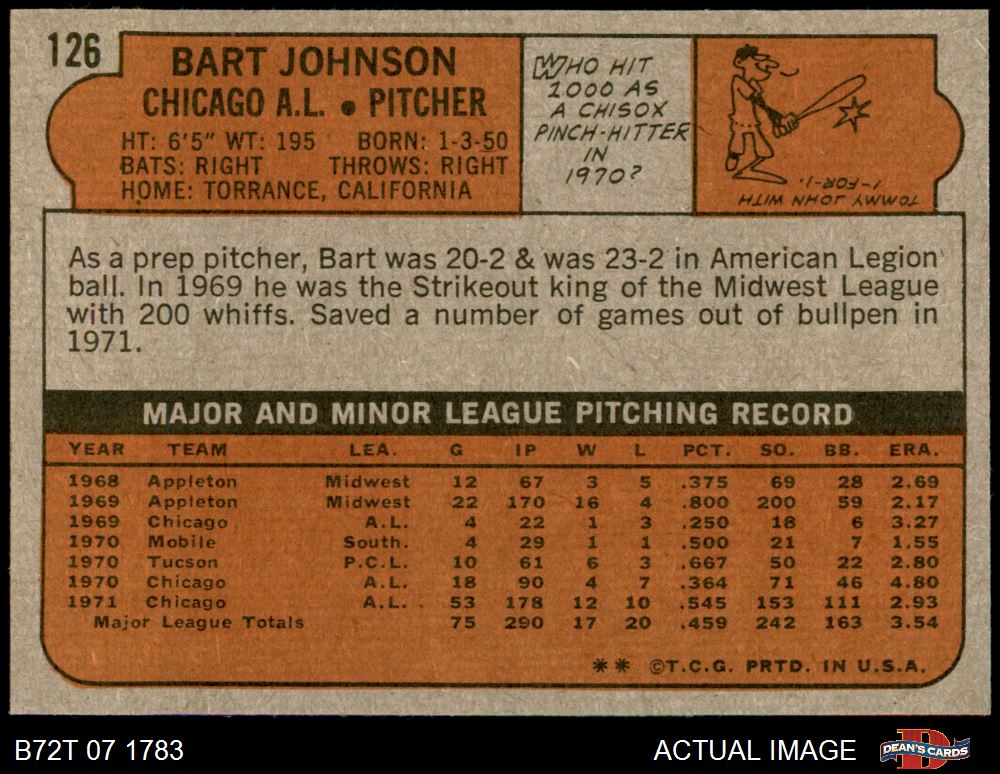 126
BART JOHNSON
CHICAGO A.L. • PITCHER
HT: 6'5" WT: 195 BORN: 1-3-50
BATS: RIGHT THROWS: RIGHT
HOME: TORRANCE, CALIFORNIA
WHO HIT
1.000 AS
A CHISOX
PINCH-HITTER
IN
1970?
TOMMY JOHN WITH
1-FOR-1.
As a prep pitcher, Bart was 20-2 & was 23-2 in American Legion
ball. In 1969 he was the Strikeout king of the Midwest League
with 200 whiffs. Saved a number of games out of bullpen in
1971.
MAJOR AND MINOR LEAGUE PITCHING RECORD
YEAR TEAM LEA. G IP W L PCT. SO. BB. ERA.
1968 Appleton Midwest 12 67 3 5 .375 69 28 2.69
1969 Appleton Midwest 22 170 16 4 .800 200 59 2.17
1969 Chicago A.L. 4 22 1 3 .250 18 6 3.27
1970 Mobile South. 4 29 1 1 .500 21 7 1.55
1970 Tucson P.C.L. 10 61 6 3 .667 50 22 2.80
1970 Chicago A.L. 18 90 4 7 .364 71 46 4.80
1971 Chicago A.L. 53 178 12 10 .545 153 111 2.93
Major League Totals 75 290 17 20 .459 242 163 3.54
** ©T.C.G. PRTD. IN U.S.A.
B72T 07 1783
ACTUAL IMAGE
DEAN'S CARDS